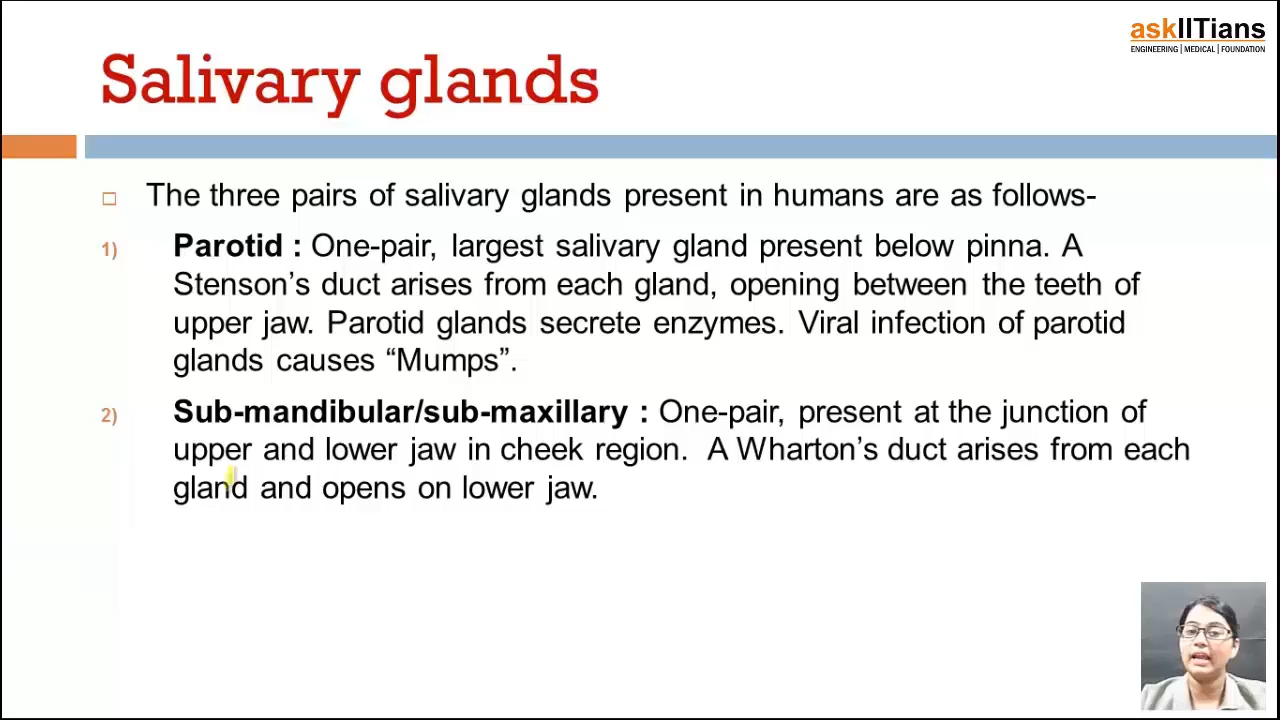 askIITians
ENGINEERING | MEDICAL | FOUNDATION
Salivary glands
The three pairs of salivary glands present in humans are as follows-
1) Parotid : One-pair, largest salivary gland present below pinna. A
Stenson’s duct arises from each gland, opening between the teeth of
upper jaw. Parotid glands secrete enzymes. Viral infection of parotid
glands causes “Mumps”.
2) Sub-mandibular/sub-maxillary : One-pair, present at the junction of
upper and lower jaw in cheek region. A Wharton’s duct arises from each
gland and opens on lower jaw.